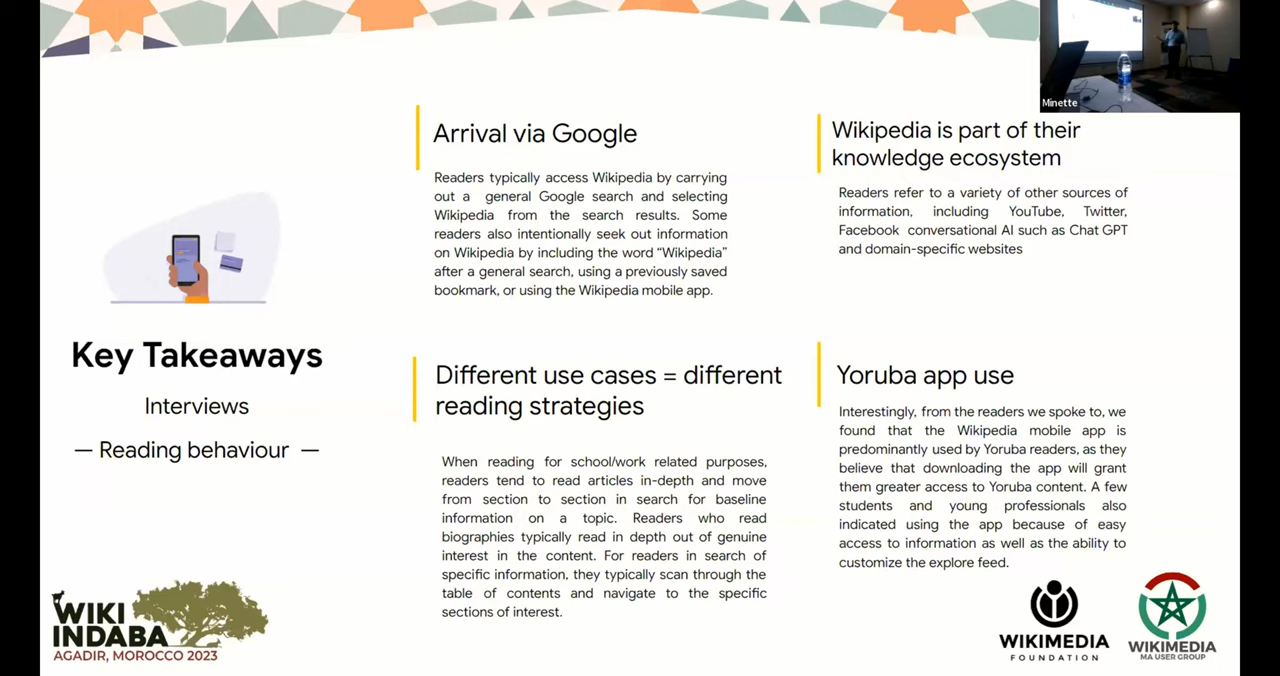 Minette
Arrival via Google
Readers typically access Wikipedia by carrying
out a general Google search and selecting
Wikipedia from the search results. Some
readers also intentionally seek out information
on Wikipedia by including the word “Wikipedia”
after a general search, using a previously saved
bookmark, or using the Wikipedia mobile app.
Wikipedia is part of their
knowledge ecosystem
Readers refer to a variety of other sources of
information, including YouTube, Twitter,
Facebook conversational AI such as Chat GPT
and domain-specific websites
Key Takeaways
Interviews
— Reading behaviour —
Different use cases = different
reading strategies
When reading for school/work related purposes,
readers tend to read articles in-depth and move
from section to section in search for baseline
information on a topic. Readers who read
biographies typically read in depth out of genuine
interest in the content. For readers in search of
specific information, they typically scan through the
table of contents and navigate to the specific
sections of interest.
Yoruba app use
Interestingly, from the readers we spoke to, we
found that the Wikipedia mobile app is
predominantly used by Yoruba readers, as they
believe that downloading the app will grant
them greater access to Yoruba content. A few
students and young professionals also
indicated using the app because of easy
access to information as well as the ability to
customize the explore feed.
WIKI
INDABA
AGADIR, MOROCCO 2023
WIKIMEDIA
FOUNDATION
WIKIMEDIA
MA USER GROUP